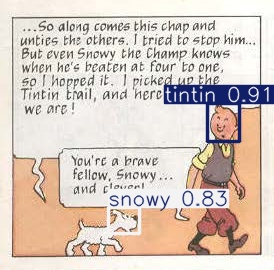 ...So along comes this chap and
unties the others. I tried to stop him...
But even Snowy the Champ knows
when he's beaten at four to one,
so I hopped it. I picked up the
Tintin trail, and here
we are!
tintin 0.91
You're a brave
fellow, Snowy...
and clever!
snowy 0.83